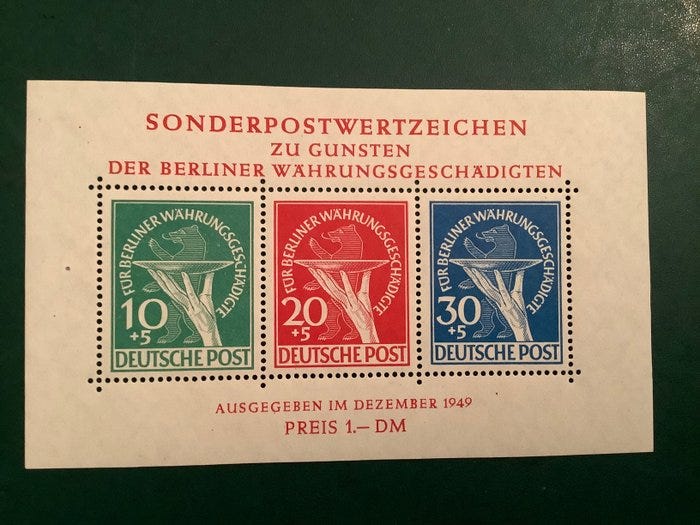 SONDERPOSTWERTZEICHEN
ZU GUNSTEN
DER BERLINER WÄHRUNGSGESCHÄDIGTEN
FÜR BERLINER WÄHRUNGSGESCHÄDIGTE
10
+5
DEUTSCHE POST
FÜR BERLINER WÄHRUNGSGESCHÄDIGTE
20
+5
DEUTSCHE POST
FÜR BERLINER WÄHRUNGSGESCHÄDIGTE
30
+5
DEUTSCHE POST
AUSGEGEBEN IM DEZEMBER 1949
PREIS 1.– DM